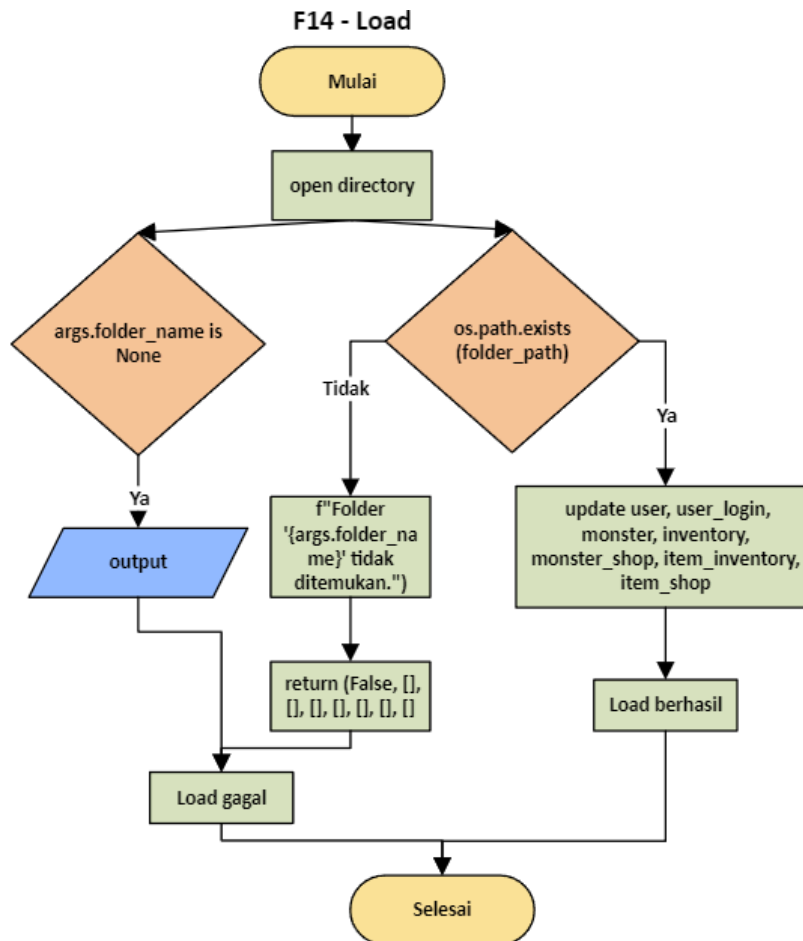 F14 - Load
Mulai
open directory
args.folder_name is
None
os.path.exists
(folder_path)
Tidak
Ya
Ya
output
f"Folder
'{args.folder_na
me}' tidak
ditemukan.")
update user, user_login,
monster, inventory,
monster_shop, item_inventory,
item_shop
return (False, [],
[], [], [], [], [], []
Load berhasil
Load gagal
Selesai